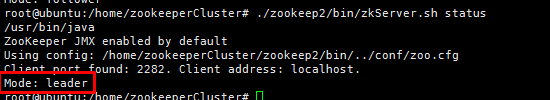 Mode: follower
root@ubuntu:/home/zookeeperCluster# ./zookeep2/bin/zkServer.sh status
/usr/bin/java
ZooKeeper JMX enabled by default
Using config: /home/zookeeperCluster/zookeep2/bin/../conf/zoo.cfg
Client port found: 2282. Client address: localhost.
Mode: leader
root@ubuntu:/home/zookeeperCluster#